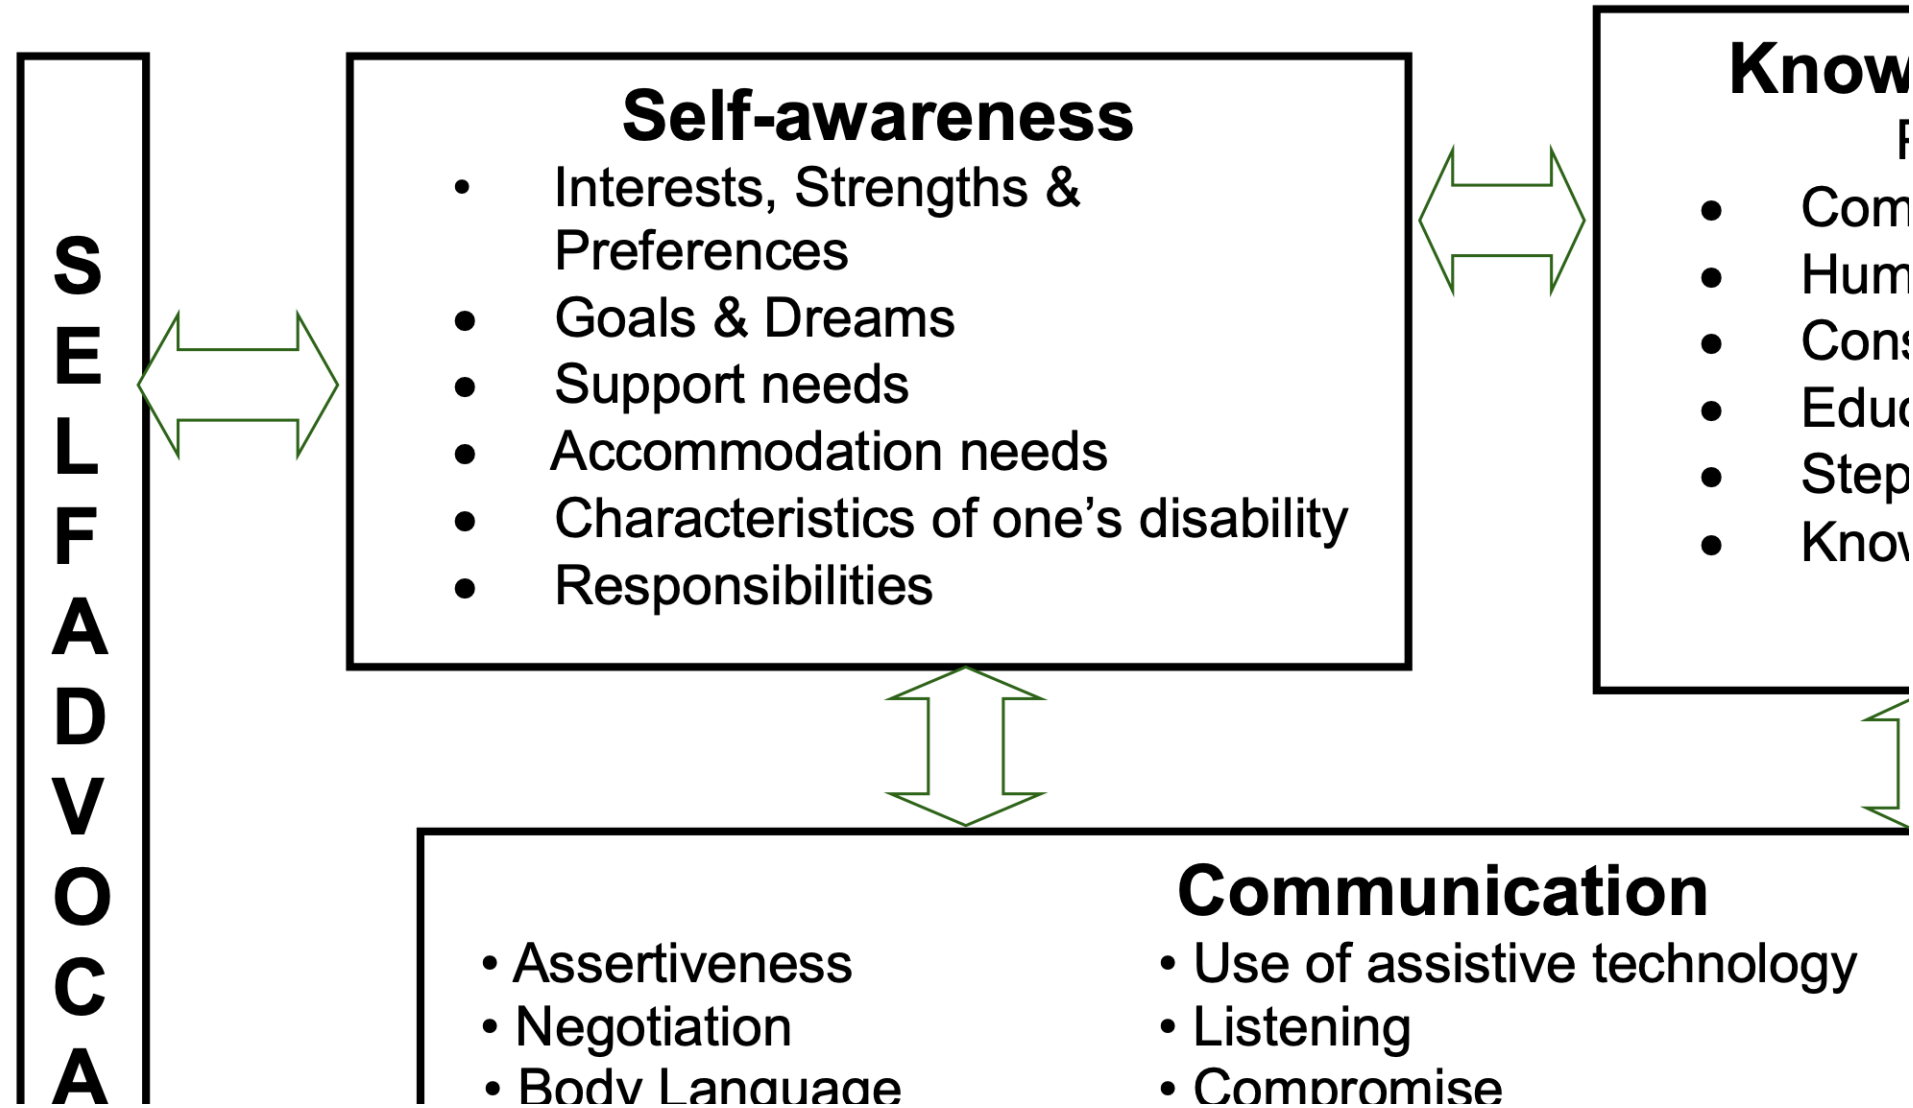 S
E
L
F
A
D
V
O
C
A
Self-awareness
• Interests, Strengths &
Preferences
• Goals & Dreams
• Support needs
• Accommodation needs
• Characteristics of one’s disability
• Responsibilities
Communication
• Assertiveness
• Negotiation
• Body Language
• Use of assistive technology
• Listening
• Compromise